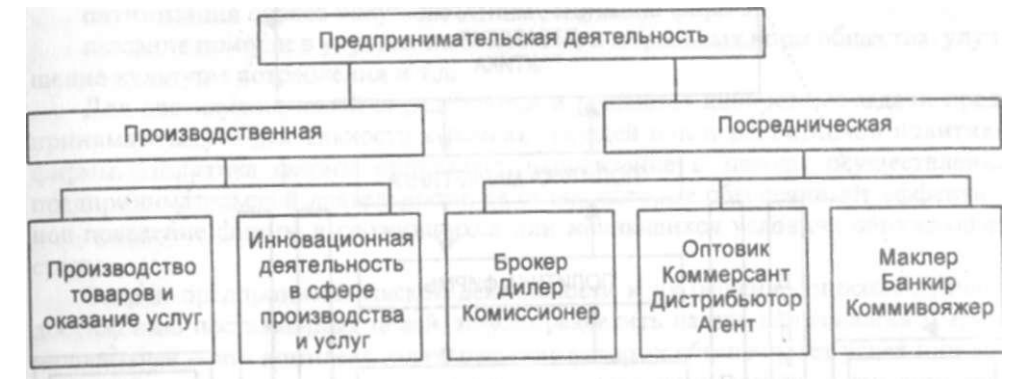 Предпринимательская деятельность
Производственная
Посредническая
Производство
товаров и
оказание услуг
Инновационная
деятельность
в сфере
производства
и услуг
Брокер
Дилер
Комиссионер
Оптовик
Коммерсант
Дистрибьютор
Агент
Маклер
Банкир
Коммивояжер